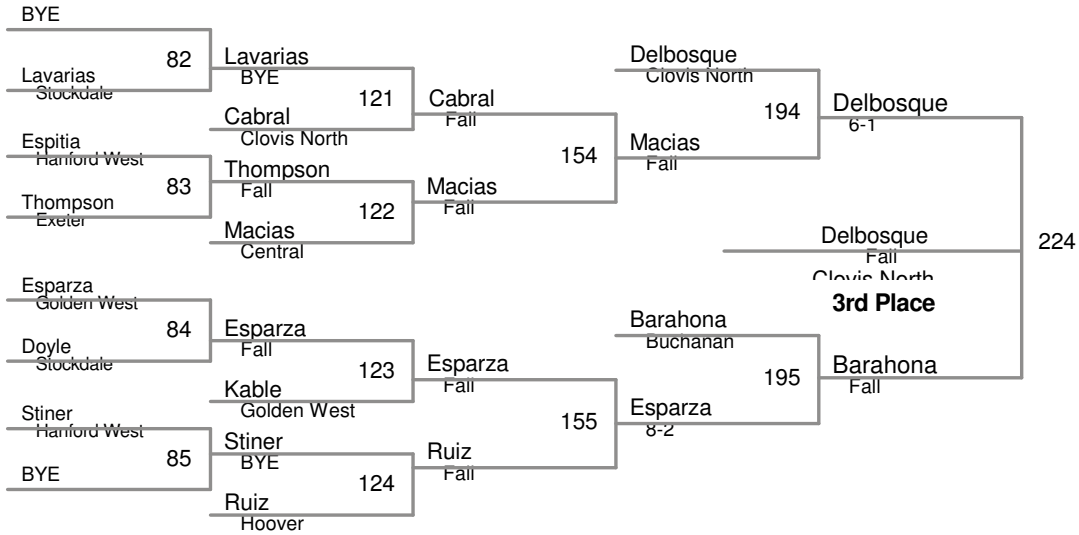 BYE
82
Lavarias
Stockdale
Lavarias
BYE
121
Cabral
Clovis North
Espitia
Hanford West
83
Thompson
Exeter
Thompson
Fall
122
Macias
Central
Cabral
Fall
154
Macias
Fall
Delbosque
Clovis North
194
Macias
Fall
Delbosque
6-1
Delbosque
Fall
Clovis North
3rd Place
224
Esparza
Golden West
84
Doyle
Stockdale
Esparza
Fall
123
Kable
Golden West
Stiner
Hanford West
85
BYE
Stiner
BYE
124
Ruiz
Hoover
Esparza
Fall
155
Ruiz
Fall
Barahona
Buchanan
195
Esparza
8-2
Barahona
Fall